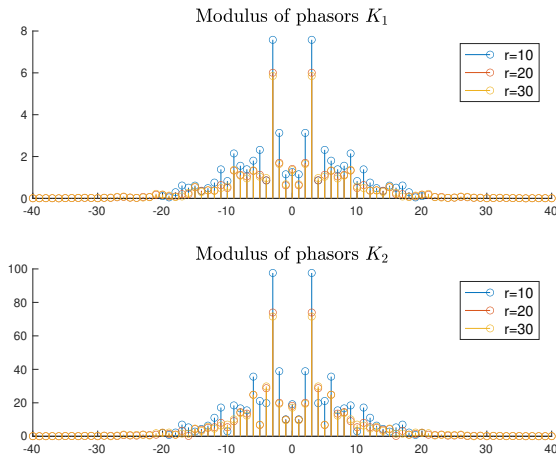 Modulus of phasors K₁
8
6
4
2
0
-40 -30 -20 -10 0 10 20 30 40
r=10
r=20
r=30
Modulus of phasors K₂
100
80
60
40
20
0
-40 -30 -20 -10 0 10 20 30 40
r=10
r=20
r=30